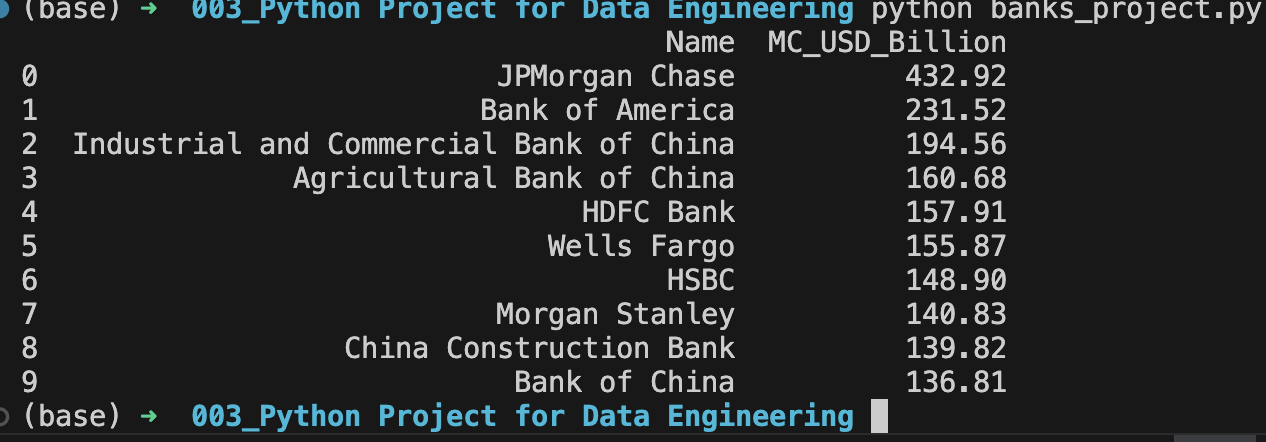 (base) → 003_Python Project for Data Engineering python banks_project.py
Name MC_USD_Billion
0 JPMorgan Chase 432.92
1 Bank of America 231.52
2 Industrial and Commercial Bank of China 194.56
3 Agricultural Bank of China 160.68
4 HDFC Bank 157.91
5 Wells Fargo 155.87
6 HSBC 148.90
7 Morgan Stanley 140.83
8 China Construction Bank 139.82
9 Bank of China 136.81
(base) → 003_Python Project for Data Engineering